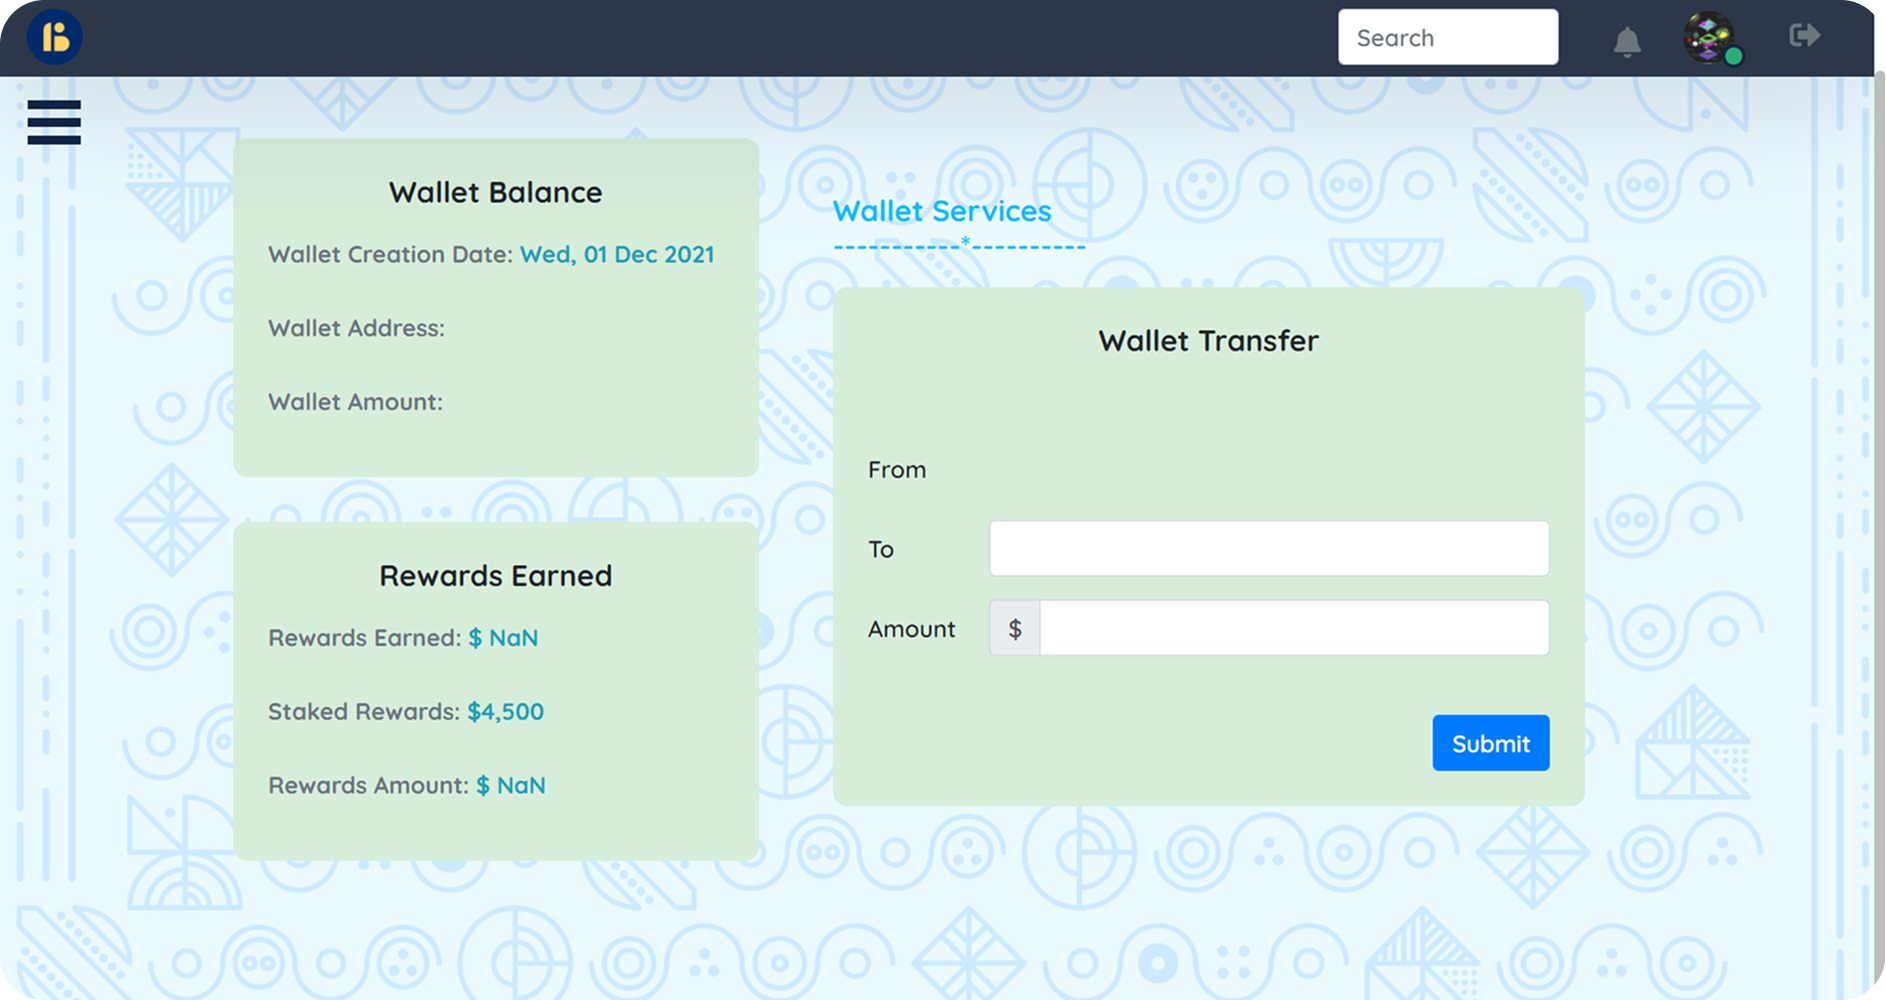 Search
Wallet Balance
Wallet Creation Date: Wed, 01 Dec 2021
Wallet Address:
Wallet Amount:
Rewards Earned
Rewards Earned: $ NaN
Staked Rewards: $4,500
Rewards Amount: $ NaN
Wallet Services
-----------*----------
Wallet Transfer
From
To
Amount $
Submit